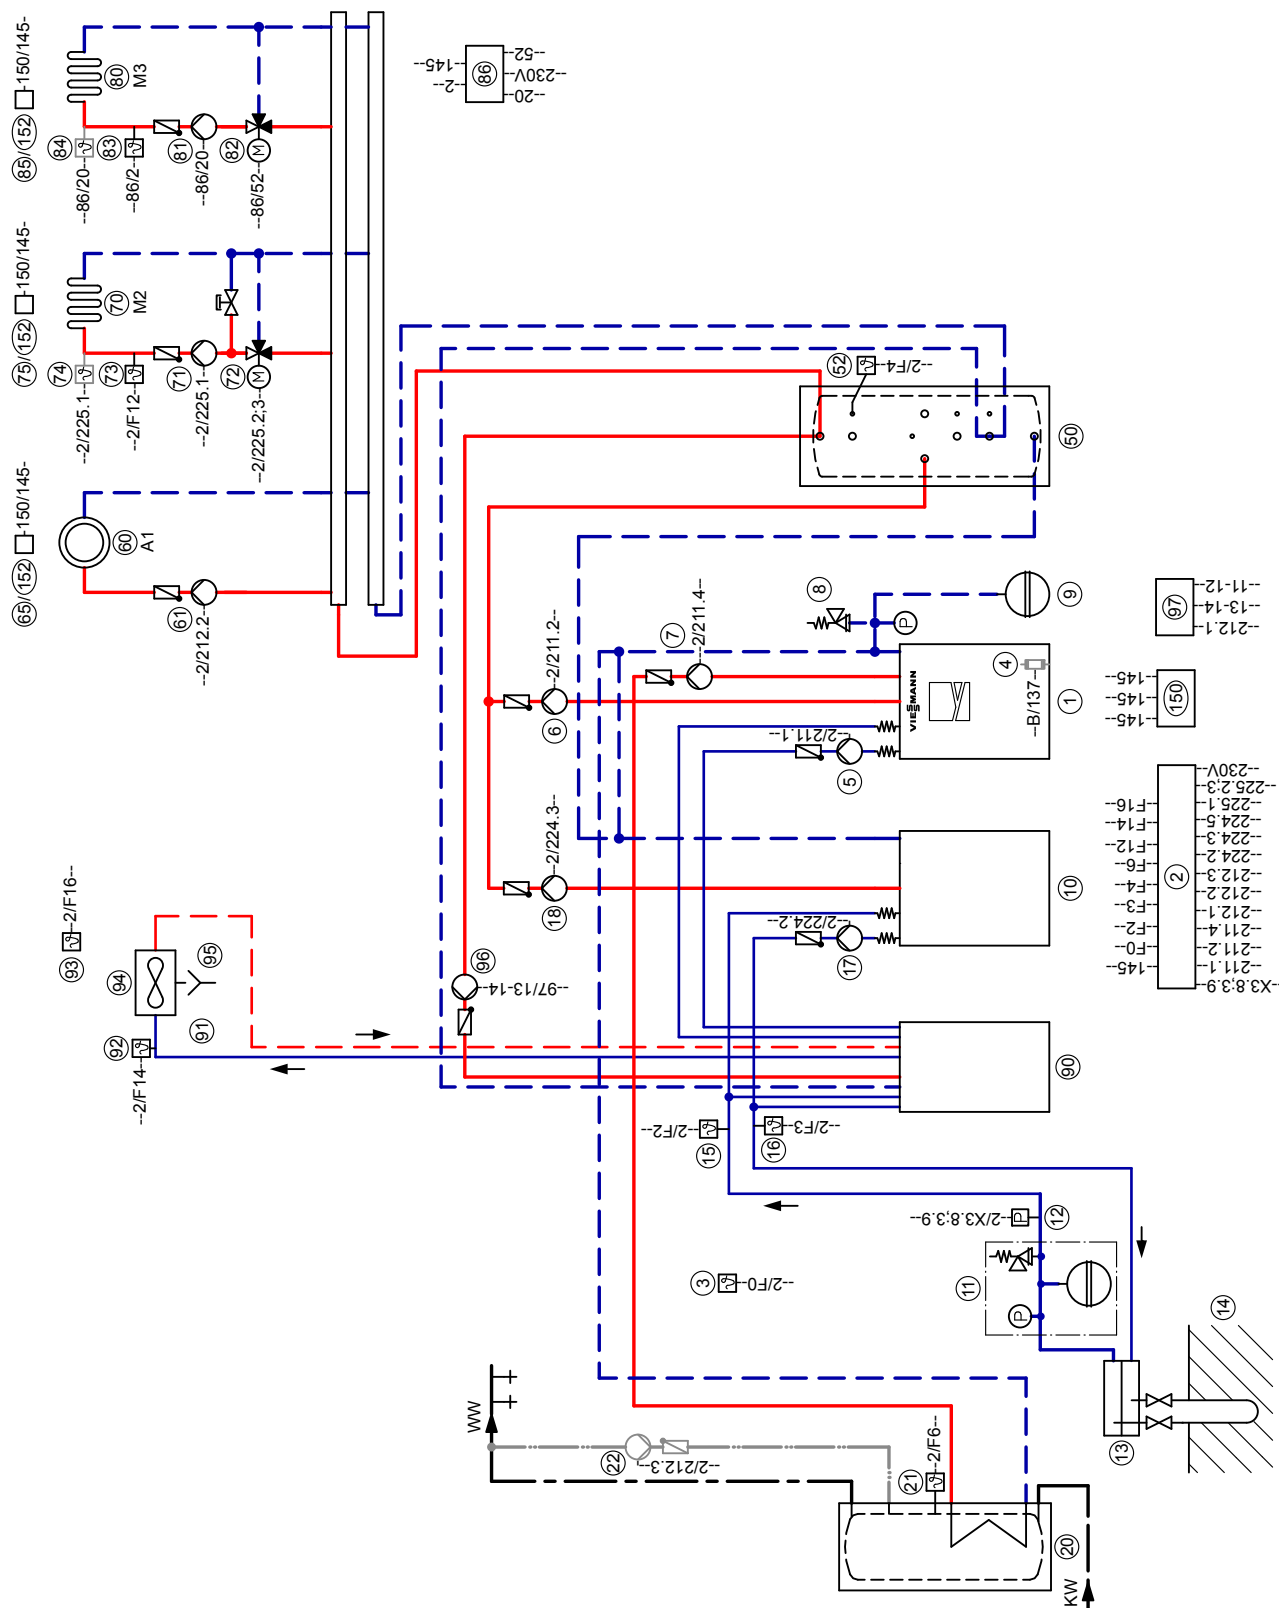 WW
KW
20
--2/F6--
21
22
--2/212.3--
13
14
11
P
12
--2/X3.8;3.9--
3
--2/F0--
15
--2/F2--
16
--2/F3--
90
10
17
--2/224.2--
18
--2/224.3--
96
--97/13-14--
91
92
--2/F14--
93
--2/F16--
94
95
1
VIESMANN
4
--B/137--
5
--2/211.1--
6
--2/211.2--
7
--2/211.4--
8
P
9
50
52
--2/F4--
65/152
-150/145-
60
A1
61
--2/212.2--
75/152
-150/145-
70
M2
74
--2/225.1--
73
--2/F12--
71
--2/225.1--
72
M
--2/225.2;3--
85/152
-150/145-
80
M3
84
--86/20--
83
--86/2--
81
--86/20--
82
M
--86/52--
86
--20--
--230V--
--52--
--2--
--145--
97
--212.1--
--13-14--
--11-12--
150
--145--
--145--
--145--
2
--145--
--F0--
--F2--
--F3--
--F4--
--F6--
--F12--
--F14--
--F16--
--X3.8;3.9--
--211.1--
--211.2--
--211.4--
--212.1--
--212.2--
--212.3--
--224.2--
--224.3--
--224.5--
--225.1--
--225.2;3--
--230V--